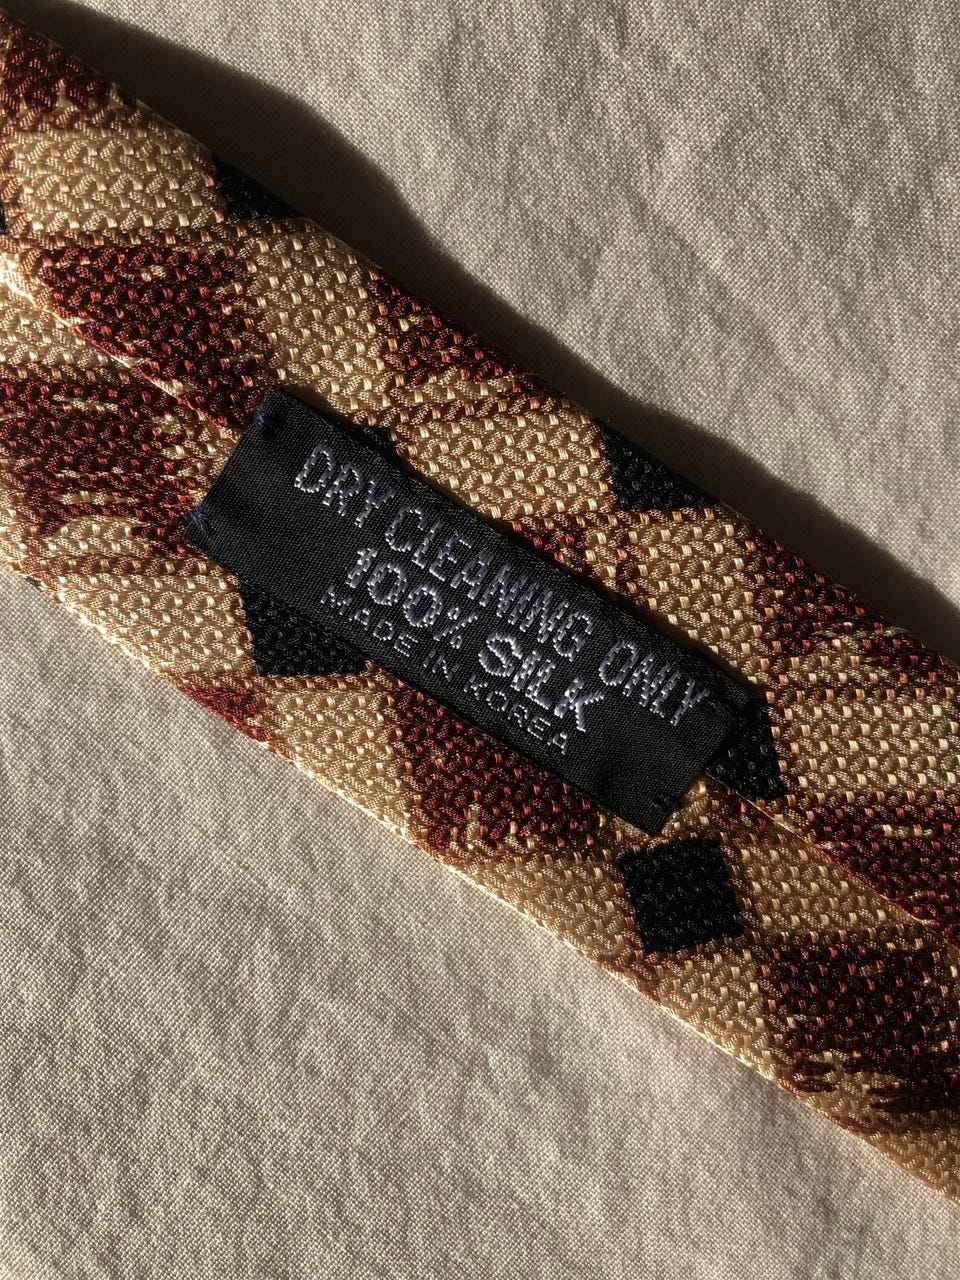 DRY CLEANING ONLY
100% SILK
MADE IN KOREA